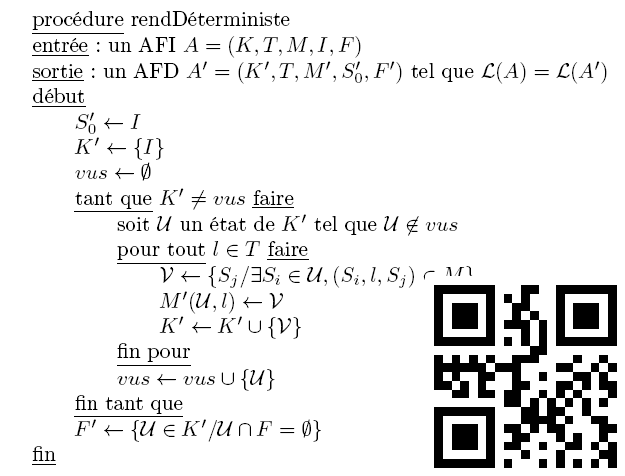 procédure rendDéterministe
entrée : un AFI A = (K, T, M, I, F)
sortie : un AFD A′ = (K′, T, M′, S′₀, F′) tel que ℒ(A) = ℒ(A′)
début
S′₀ ← I
K′ ← {I}
vus ← ∅
tant que K′ ≠ vus faire
soit 𝒰 un état de K′ tel que 𝒰 ∉ vus
pour tout l ∈ T faire
𝒱 ← {Sⱼ/∃Sᵢ ∈ 𝒰, (Sᵢ, l, Sⱼ) ∈ M}
M′(𝒰, l) ← 𝒱
K′ ← K′ ∪ {𝒱}
fin pour
vus ← vus ∪ {𝒰}
fin tant que
F′ ← {𝒰 ∈ K′/𝒰 ∩ F = ∅}
fin